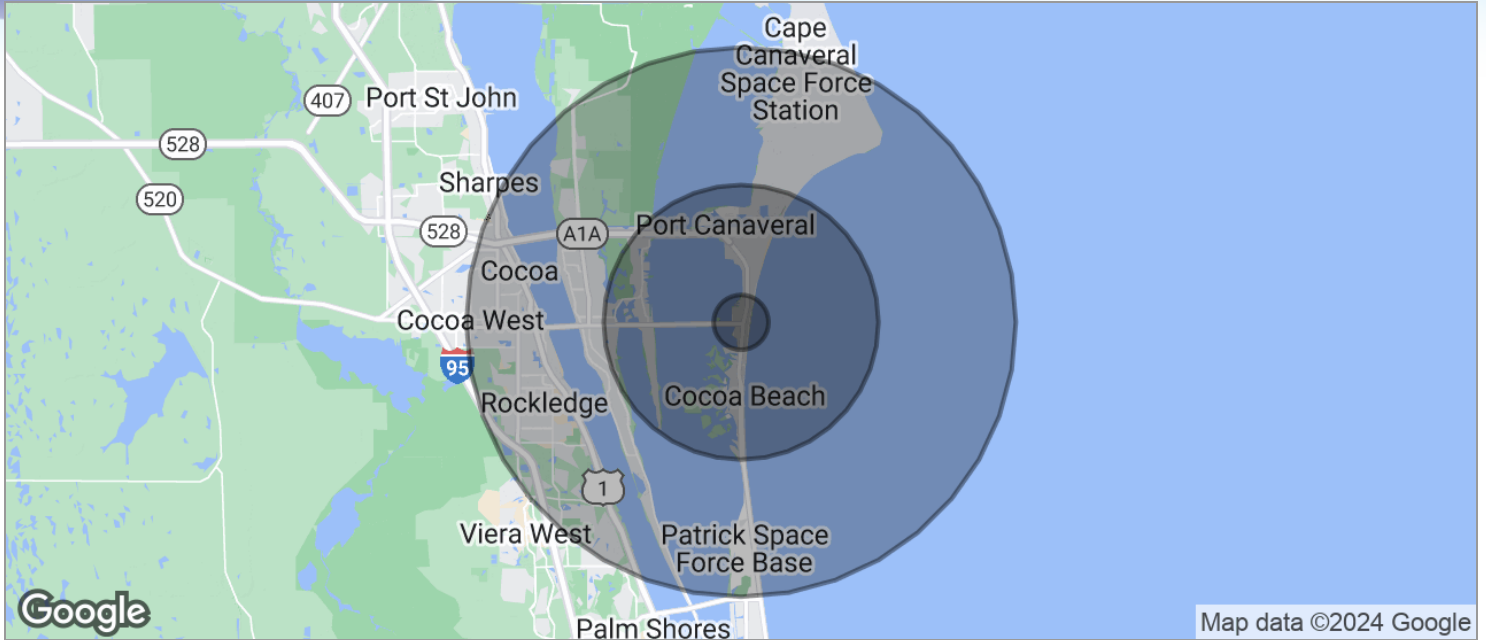 Cape
Canaveral
Space Force
Station
407
Port St John
528
520
Sharpes
528
A1A
Port Canaveral
Cocoa
Cocoa West
95
Rockledge
Cocoa Beach
1
Viera West
Patrick Space
Force Base
Palm Shores
Google
Map data ©2024 Google